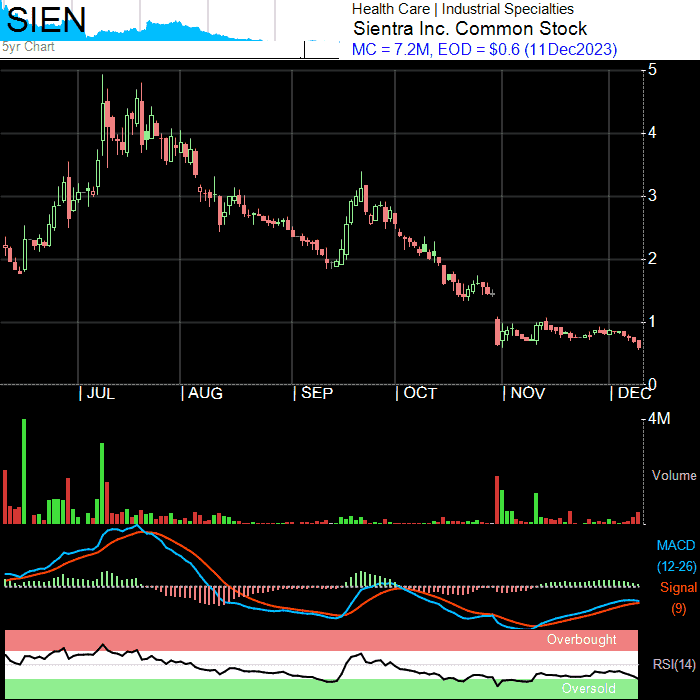 SIEN
5yr Chart
Health Care | Industrial Specialties
Sientra Inc. Common Stock
MC = 7.2M, EOD = $0.6 (11Dec2023)
5
4
3
2
1
0
| JUL | AUG | SEP | OCT | NOV | DEC
4M
Volume
MACD
(12-26)
Signal
(9)
Overbought
RSI(14)
Oversold